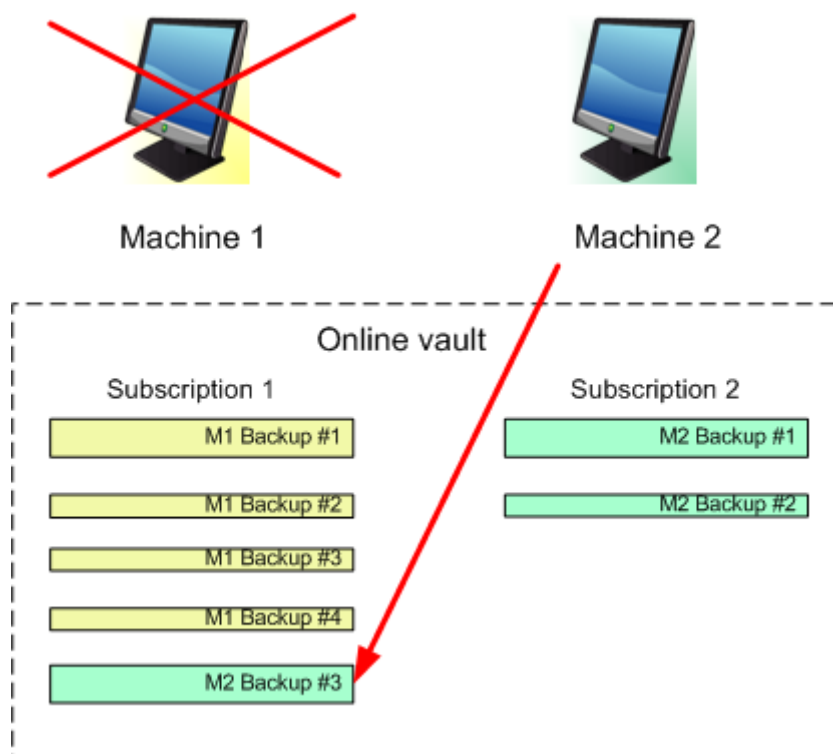 Machine 1
Machine 2
Online vault
Subscription 1
Subscription 2
M1 Backup #1
M2 Backup #1
M1 Backup #2
M2 Backup #2
M1 Backup #3
M1 Backup #4
M2 Backup #3